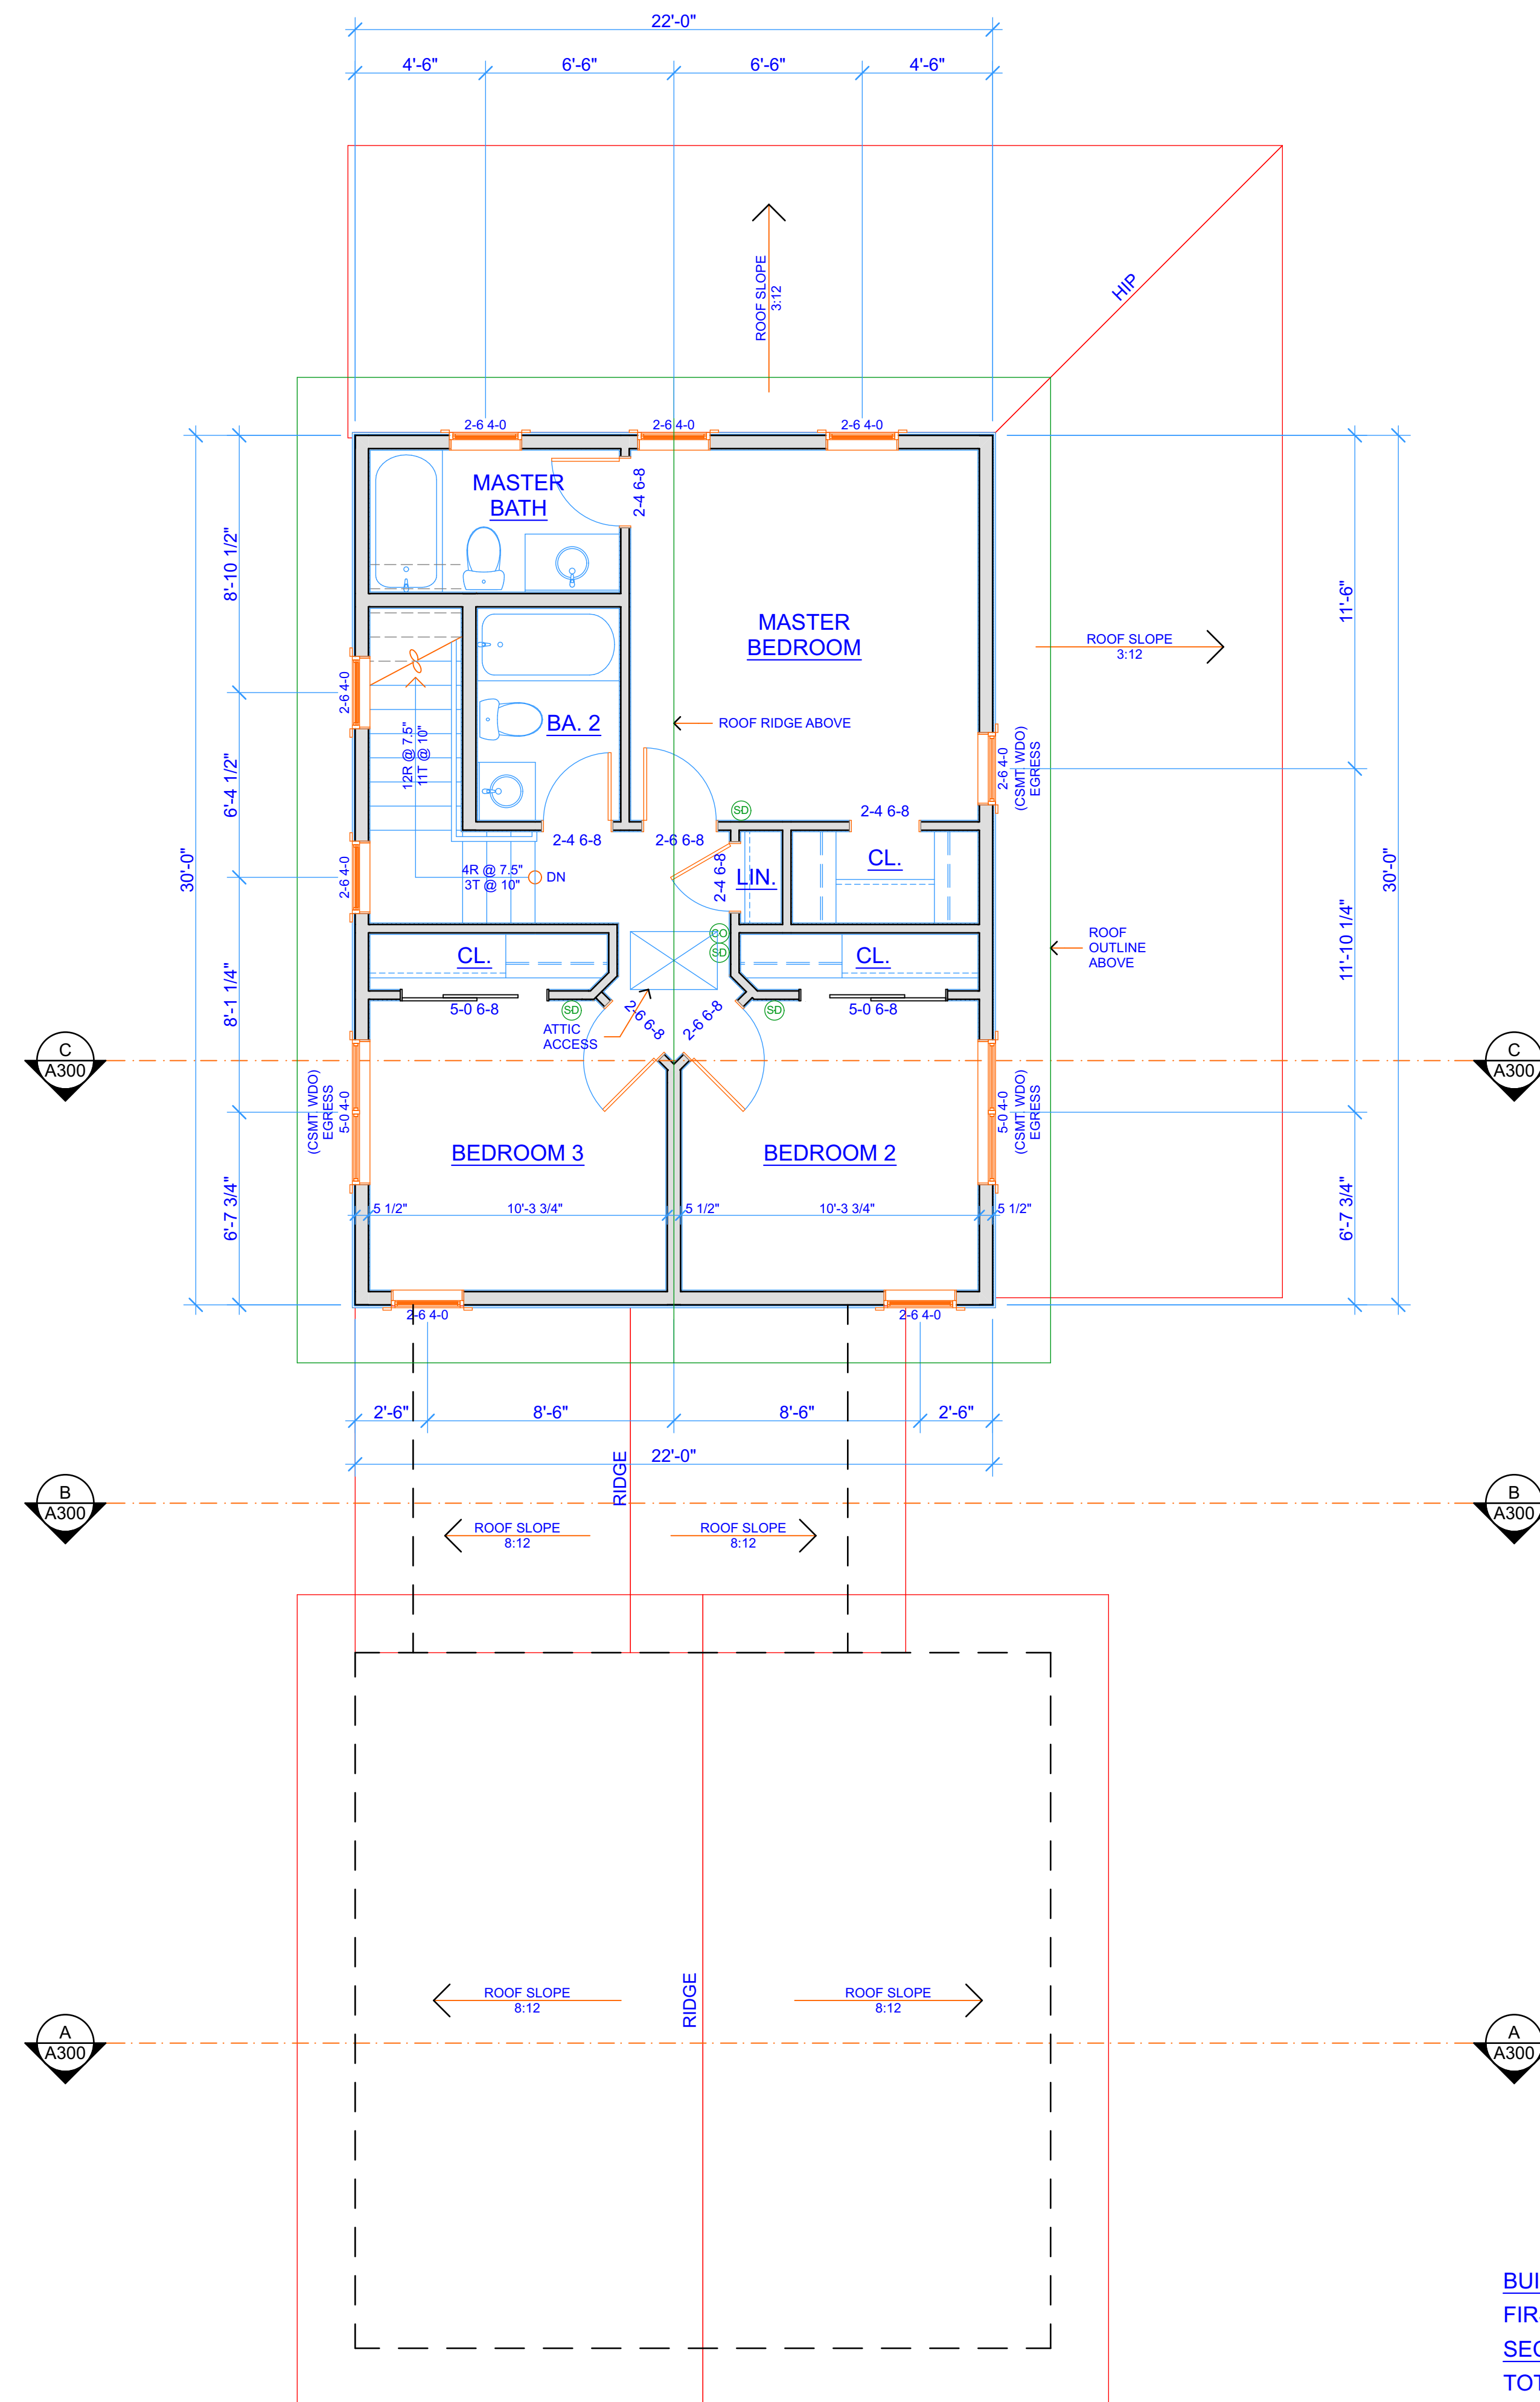 22'-0"
4'-6"
6'-6"
6'-6"
4'-6"
ROOF SLOPE
3:12
HIP
2-6 4-0
2-6 4-0
2-6 4-0
MASTER
BATH
2-4 6-8
8'-10 1/2"
11'-6"
MASTER
BEDROOM
ROOF SLOPE
3:12
2-6 4-0
BA. 2
ROOF RIDGE ABOVE
12R @ 7.5"
11T @ 10"
2-6 4-0
(CSMT. WDO)
EGRESS
6'-4 1/2"
SD
2-4 6-8
2-4 6-8
2-6 6-8
30'-0"
30'-0"
2-6 4-0
4R @ 7.5"
3T @ 10"
DN
2-4 6-8
LIN.
CL.
CO
SD
ROOF
OUTLINE
ABOVE
11'-10 1/4"
CL.
CL.
8'-1 1/4"
5-0 6-8
SD
2-6 6-8
2-6 6-8
SD
5-0 6-8
ATTIC
ACCESS
C
A300
C
A300
(CSMT. WDO)
EGRESS
5-0 4-0
5-0 4-0
(CSMT. WDO)
EGRESS
BEDROOM 3
BEDROOM 2
6'-7 3/4"
6'-7 3/4"
5 1/2"
10'-3 3/4"
5 1/2"
10'-3 3/4"
5 1/2"
2-6 4-0
2-6 4-0
2'-6"
8'-6"
8'-6"
2'-6"
22'-0"
RIDGE
B
A300
B
A300
ROOF SLOPE
8:12
ROOF SLOPE
8:12
RIDGE
ROOF SLOPE
8:12
ROOF SLOPE
8:12
A
A300
A
A300